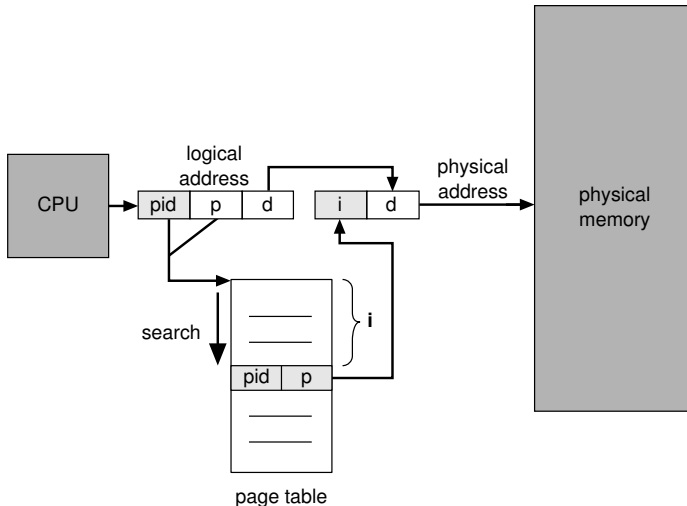 logical
address
physical
address
CPU
pid p d
i d
physical
memory
search
i
pid p
page table